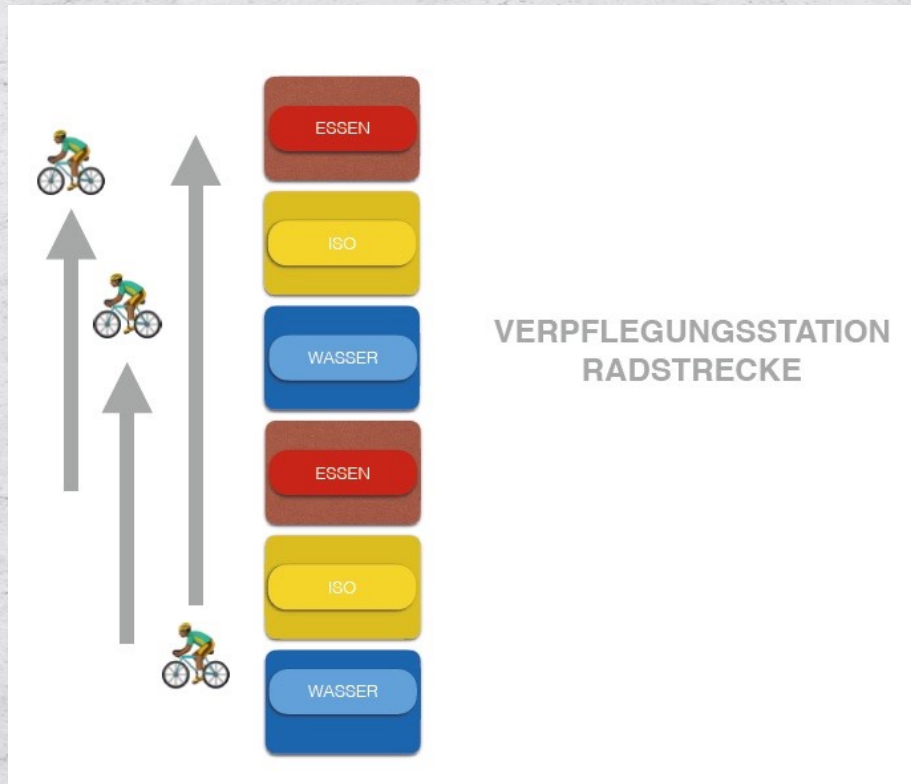 ESSEN
ISO
WASSER
ESSEN
ISO
WASSER
VERPFLEGUNGSSTATION
RADSTRECKE